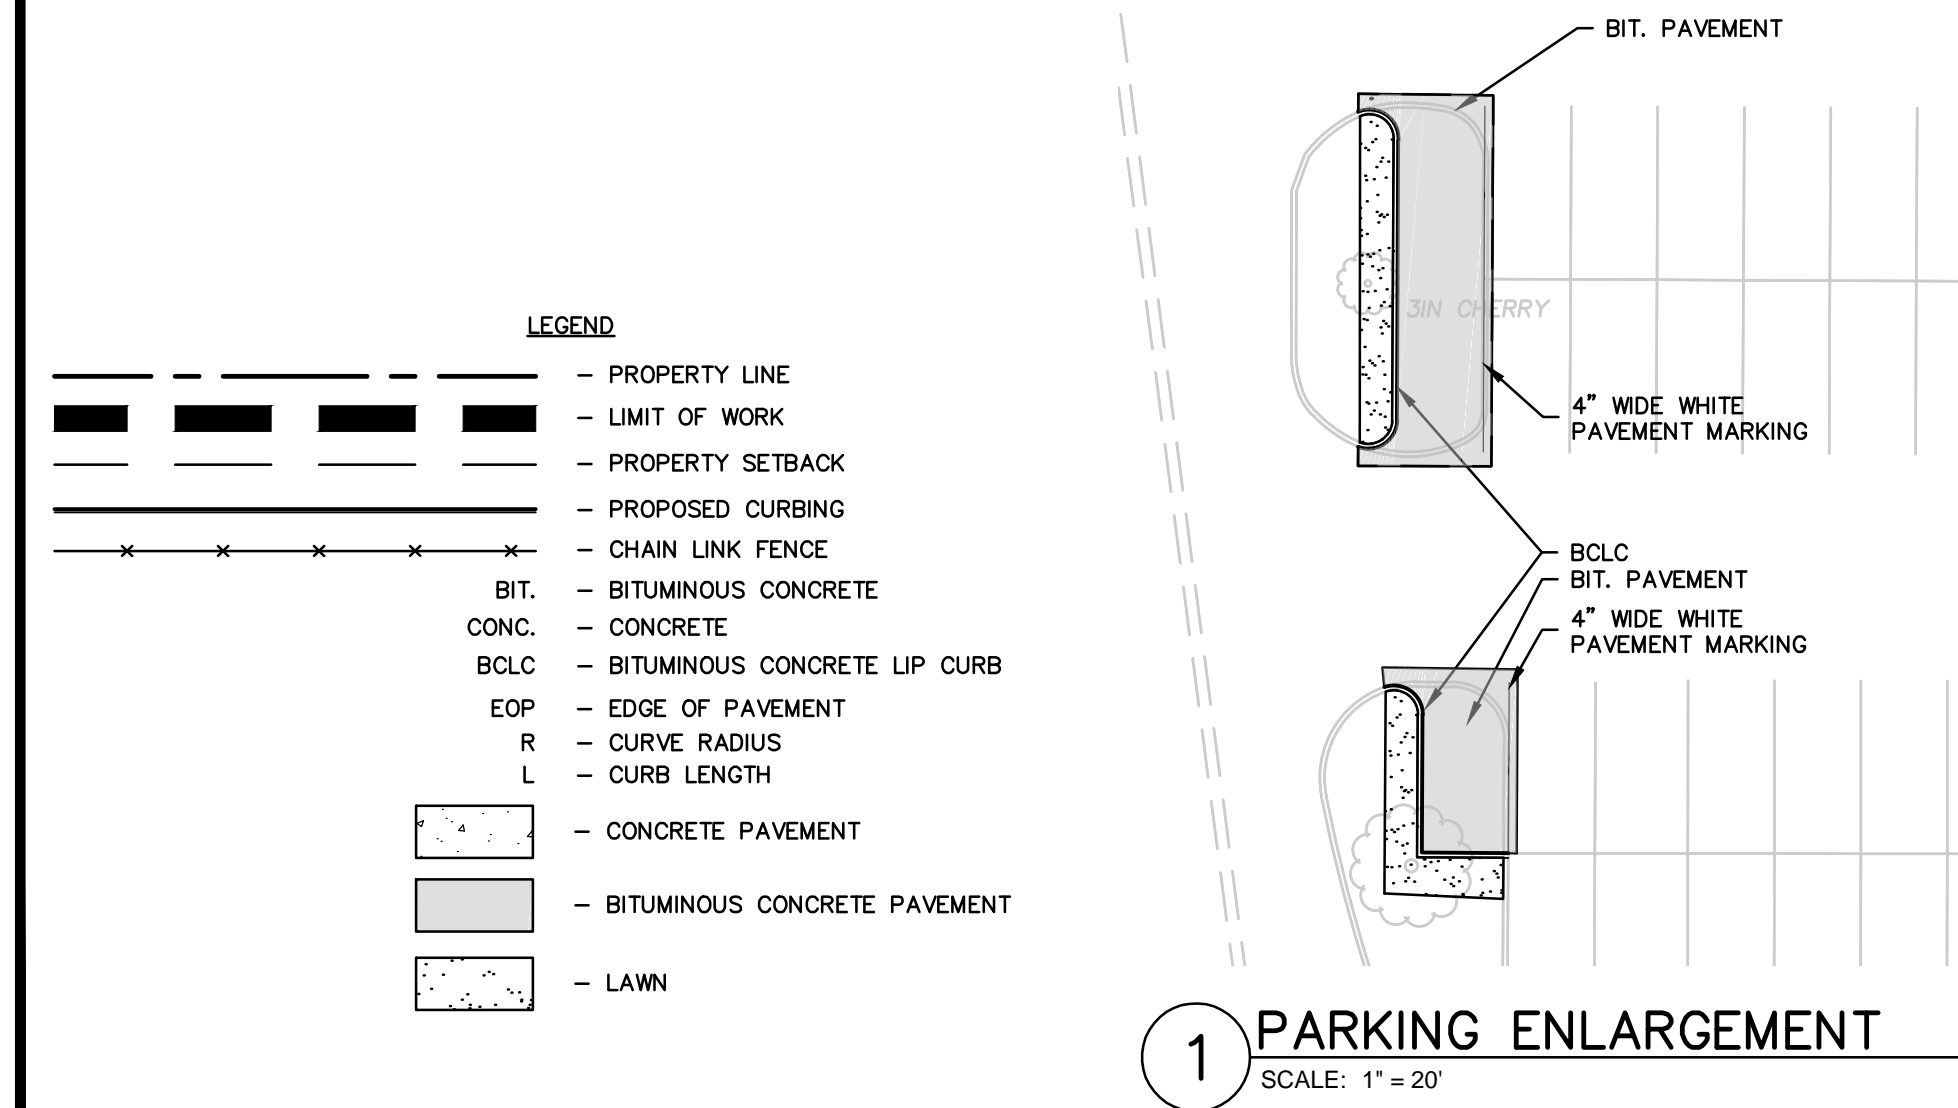 LEGEND
– PROPERTY LINE
– LIMIT OF WORK
– PROPERTY SETBACK
– PROPOSED CURBING
– CHAIN LINK FENCE
BIT. – BITUMINOUS CONCRETE
CONC. – CONCRETE
BCLC – BITUMINOUS CONCRETE LIP CURB
EOP – EDGE OF PAVEMENT
R – CURVE RADIUS
L – CURB LENGTH
– CONCRETE PAVEMENT
– BITUMINOUS CONCRETE PAVEMENT
– LAWN
BIT. PAVEMENT
3IN CHERRY
4" WIDE WHITE
PAVEMENT MARKING
BCLC
BIT. PAVEMENT
4" WIDE WHITE
PAVEMENT MARKING
1 PARKING ENLARGEMENT
SCALE: 1" = 20'